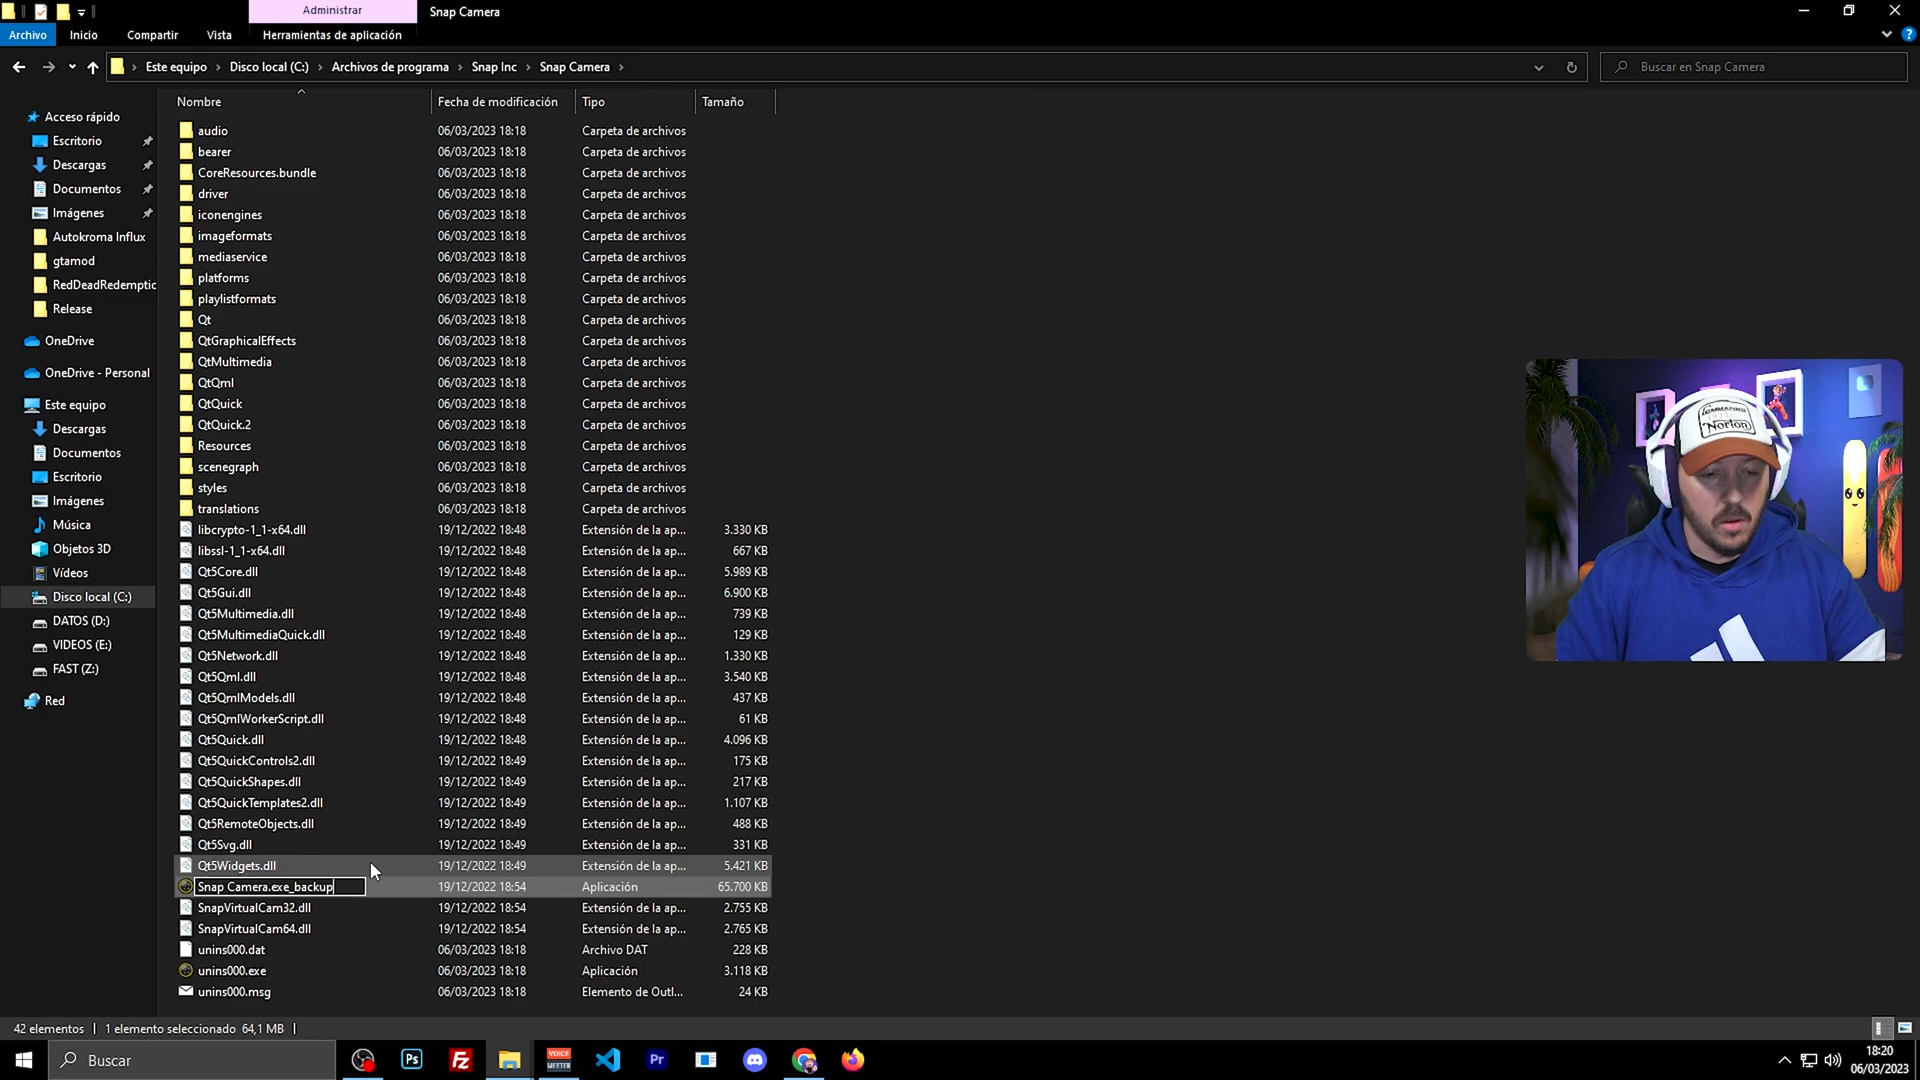 Administrar
Snap Camera
Archivo
Inicio
Compartir
Vista
Herramientas de aplicación
Este equipo
Disco local (C:)
Archivos de programa
Snap Inc
Snap Camera
Buscar en Snap Camera
Nombre
Fecha de modificación
Tipo
Tamaño
Acceso rápido
Escritorio
Descargas
Documentos
Imágenes
Autokroma Influx
gtamod
RedDeadRedemptic
Release
OneDrive
OneDrive - Personal
Este equipo
Descargas
Documentos
Escritorio
Imágenes
Música
Objetos 3D
Vídeos
Disco local (C:)
DATOS (D:)
VIDEOS (E:)
FAST (Z:)
Red
audio 06/03/2023 18:18 Carpeta de archivos
bearer 06/03/2023 18:18 Carpeta de archivos
CoreResources.bundle 06/03/2023 18:18 Carpeta de archivos
driver 06/03/2023 18:18 Carpeta de archivos
iconengines 06/03/2023 18:18 Carpeta de archivos
imageformats 06/03/2023 18:18 Carpeta de archivos
mediaservice 06/03/2023 18:18 Carpeta de archivos
platforms 06/03/2023 18:18 Carpeta de archivos
playlistformats 06/03/2023 18:18 Carpeta de archivos
Qt 06/03/2023 18:18 Carpeta de archivos
QtGraphicalEffects 06/03/2023 18:18 Carpeta de archivos
QtMultimedia 06/03/2023 18:18 Carpeta de archivos
QtQml 06/03/2023 18:18 Carpeta de archivos
QtQuick 06/03/2023 18:18 Carpeta de archivos
QtQuick.2 06/03/2023 18:18 Carpeta de archivos
Resources 06/03/2023 18:18 Carpeta de archivos
scenegraph 06/03/2023 18:18 Carpeta de archivos
styles 06/03/2023 18:18 Carpeta de archivos
translations 06/03/2023 18:18 Carpeta de archivos
libcrypto-1_1-x64.dll 19/12/2022 18:48 Extensión de la ap... 3.330 KB
libssl-1_1-x64.dll 19/12/2022 18:48 Extensión de la ap... 667 KB
Qt5Core.dll 19/12/2022 18:48 Extensión de la ap... 5.989 KB
Qt5Gui.dll 19/12/2022 18:48 Extensión de la ap... 6.900 KB
Qt5Multimedia.dll 19/12/2022 18:48 Extensión de la ap... 739 KB
Qt5MultimediaQuick.dll 19/12/2022 18:48 Extensión de la ap... 129 KB
Qt5Network.dll 19/12/2022 18:48 Extensión de la ap... 1.330 KB
Qt5Qml.dll 19/12/2022 18:48 Extensión de la ap... 3.540 KB
Qt5QmlModels.dll 19/12/2022 18:48 Extensión de la ap... 437 KB
Qt5QmlWorkerScript.dll 19/12/2022 18:48 Extensión de la ap... 61 KB
Qt5Quick.dll 19/12/2022 18:48 Extensión de la ap... 4.096 KB
Qt5QuickControls2.dll 19/12/2022 18:49 Extensión de la ap... 175 KB
Qt5QuickShapes.dll 19/12/2022 18:49 Extensión de la ap... 217 KB
Qt5QuickTemplates2.dll 19/12/2022 18:49 Extensión de la ap... 1.107 KB
Qt5RemoteObjects.dll 19/12/2022 18:49 Extensión de la ap... 488 KB
Qt5Svg.dll 19/12/2022 18:49 Extensión de la ap... 331 KB
Qt5Widgets.dll 19/12/2022 18:49 Extensión de la ap... 5.421 KB
Snap Camera.exe_backup 19/12/2022 18:54 Aplicación 65.700 KB
SnapVirtualCam32.dll 19/12/2022 18:54 Extensión de la ap... 2.755 KB
SnapVirtualCam64.dll 19/12/2022 18:54 Extensión de la ap... 2.765 KB
unins000.dat 06/03/2023 18:18 Archivo DAT 228 KB
unins000.exe 06/03/2023 18:18 Aplicación 3.118 KB
unins000.msg 06/03/2023 18:18 Elemento de Outl... 24 KB
Norton
42 elementos
1 elemento seleccionado 64,1 MB
Buscar
Ps
Fz
VOICE
MEETER
Pr
18:20
06/03/2023